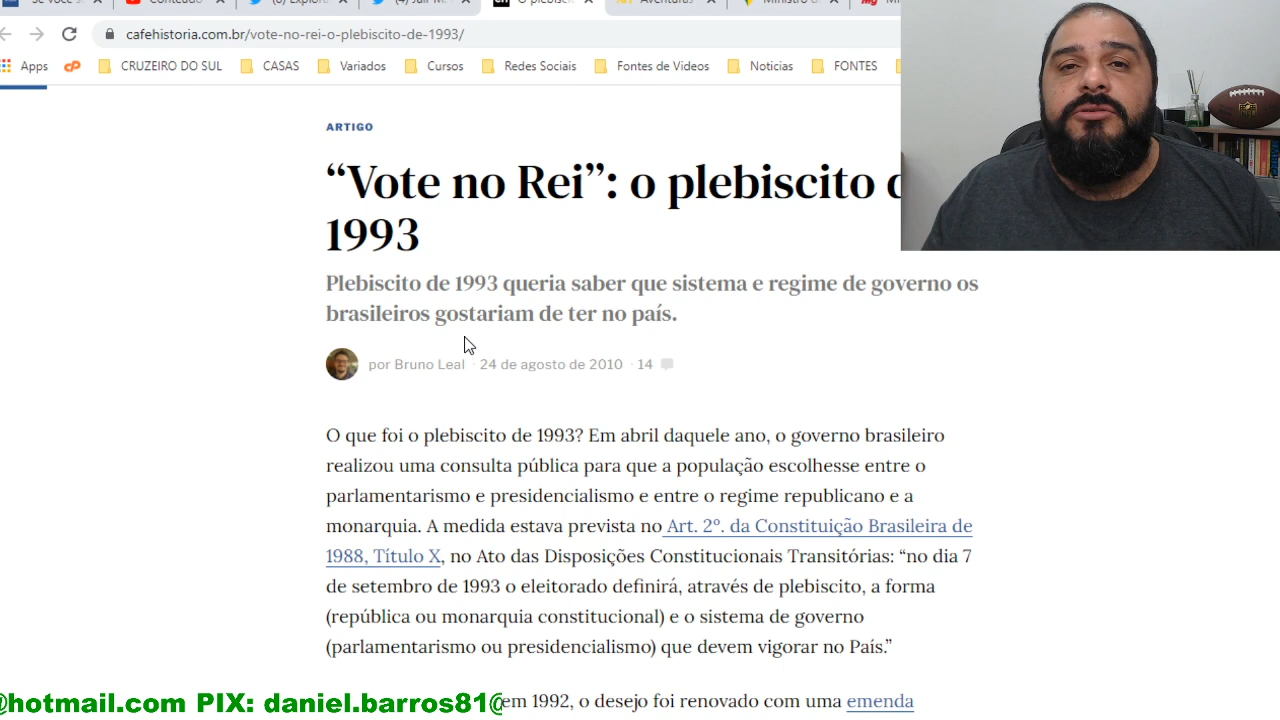 Conteúdo
cafehistoria.com.br/vote-no-rei-o-plebiscito-de-1993/
Apps CRUZEIRO DO SUL CASAS Variados Cursos Redes Sociais Fontes de Videos Noticias FONTES
ARTIGO
“Vote no Rei”: o plebiscito
1993
Plebiscito de 1993 queria saber que sistema e regime de governo os
brasileiros gostariam de ter no país.
por Bruno Leal · 24 de agosto de 2010 · 14
O que foi o plebiscito de 1993? Em abril daquele ano, o governo brasileiro
realizou uma consulta pública para que a população escolhesse entre o
parlamentarismo e presidencialismo e entre o regime republicano e a
monarquia. A medida estava prevista no Art. 2º. da Constituição Brasileira de
1988, Título X, no Ato das Disposições Constitucionais Transitórias: “no dia 7
de setembro de 1993 o eleitorado definirá, através de plebiscito, a forma
(república ou monarquia constitucional) e o sistema de governo
(parlamentarismo ou presidencialismo) que devem vigorar no País.”
@hotmail.com PIX: daniel.barros81@ em 1992, o desejo foi renovado com uma emenda